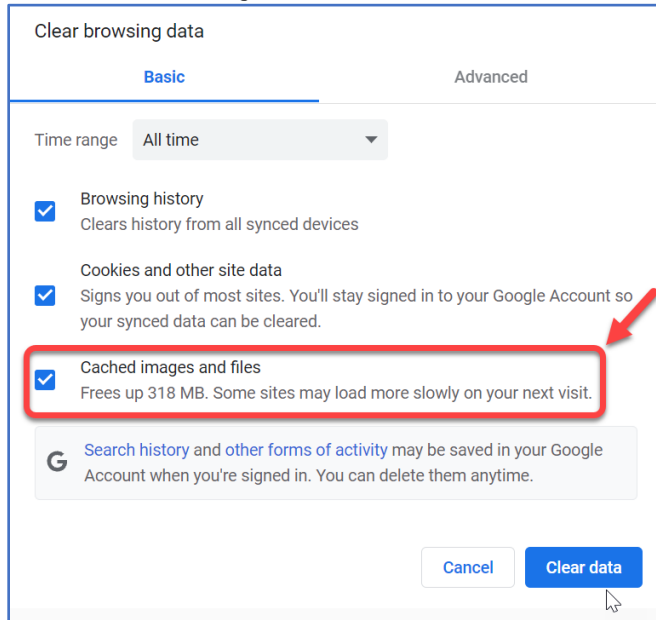 Clear browsing data
Basic
Advanced
Time range
All time
Browsing history
Clears history from all synced devices
Cookies and other site data
Signs you out of most sites. You'll stay signed in to your Google Account so
your synced data can be cleared.
Cached images and files
Frees up 318 MB. Some sites may load more slowly on your next visit.
G
Search history and other forms of activity may be saved in your Google
Account when you're signed in. You can delete them anytime.
Cancel
Clear data